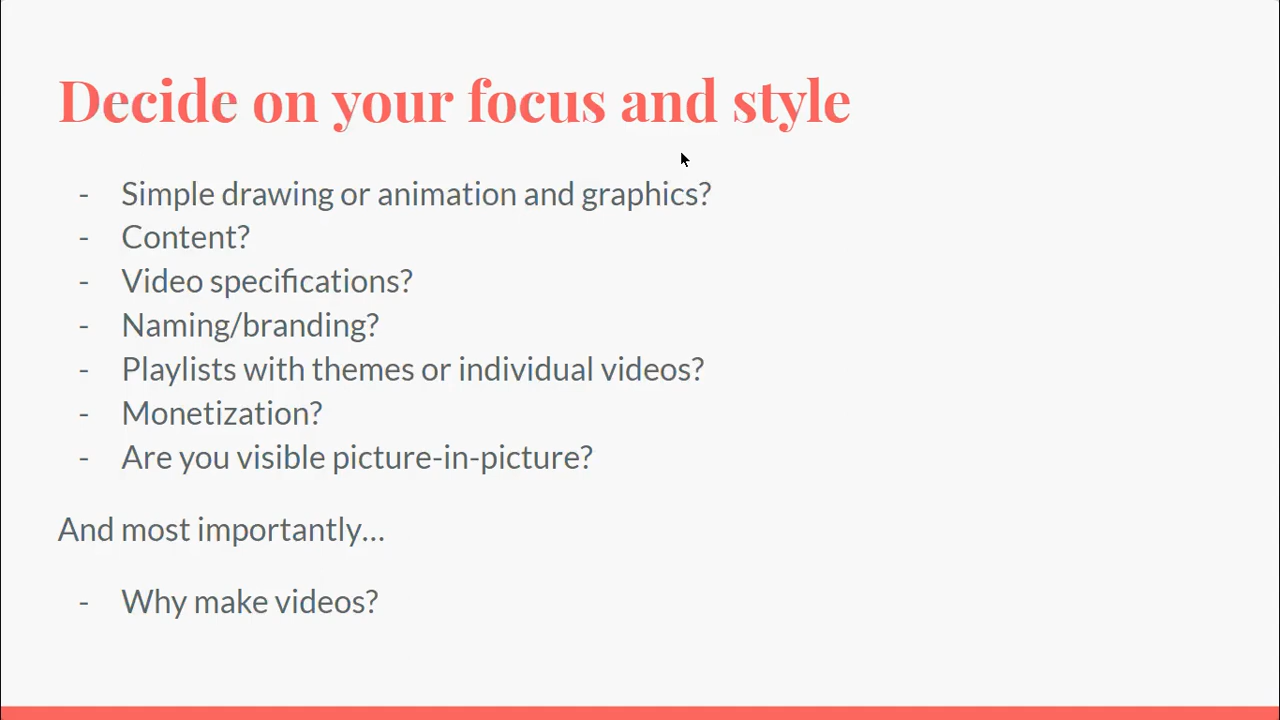 Decide on your focus and style
- Simple drawing or animation and graphics?
- Content?
- Video specifications?
- Naming/branding?
- Playlists with themes or individual videos?
- Monetization?
- Are you visible picture-in-picture?
And most importantly...
- Why make videos?